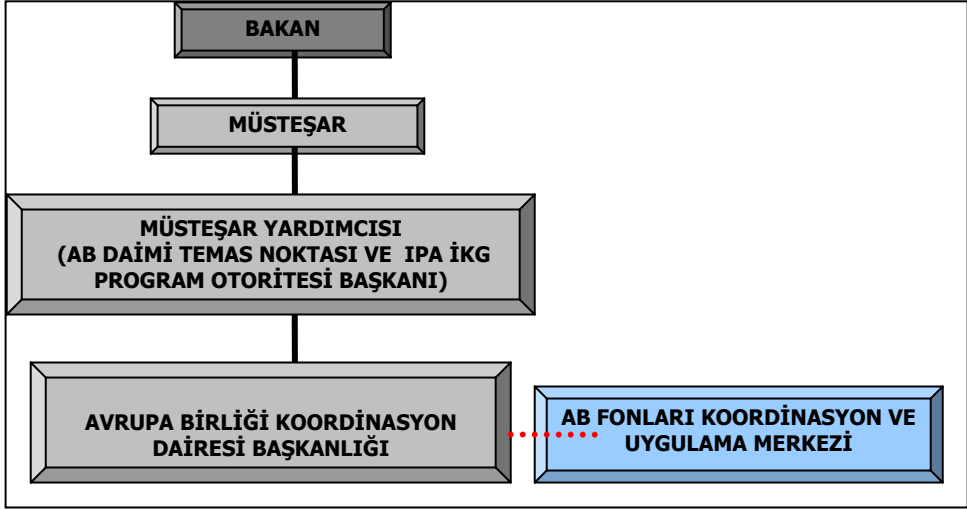 BAKAN
MÜSTEŞAR
MÜSTEŞAR YARDIMCISI
(AB DAİMİ TEMAS NOKTASI VE IPA İKG
PROGRAM OTORİTESİ BAŞKANI)
AVRUPA BİRLİĞİ KOORDİNASYON
DAİRESİ BAŞKANLIĞI
AB FONLARI KOORDİNASYON VE
UYGULAMA MERKEZİ